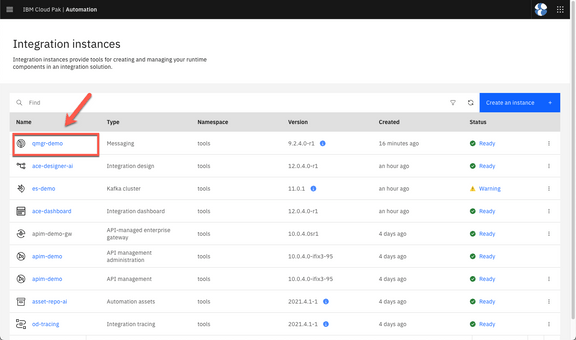 IBM Cloud Pak | Automation
Integration instances
Integration instances provide tools for creating and managing your runtime
components in an integration solution.
Find
Create an instance +
Name Type Namespace Version Created Status
qmgr-demo Messaging tools 9.2.4.0-r1 16 minutes ago Ready
ace-designer-ai Integration design tools 12.0.4.0-r1 an hour ago Ready
es-demo Kafka cluster tools 11.0.1 an hour ago Warning
ace-dashboard Integration dashboard tools 12.0.4.0-r1 an hour ago Ready
apim-demo-gw API-managed enterprise
gateway tools 10.0.4.0sr1 4 days ago Ready
apim-demo API management
administration tools 10.0.4.0-ifix3-95 4 days ago Ready
apim-demo API management tools 10.0.4.0-ifix3-95 4 days ago Ready
asset-repo-ai Automation assets tools 2021.4.1-1 4 days ago Ready
od-tracing Integration tracing tools 2021.4.1-1 4 days ago Ready